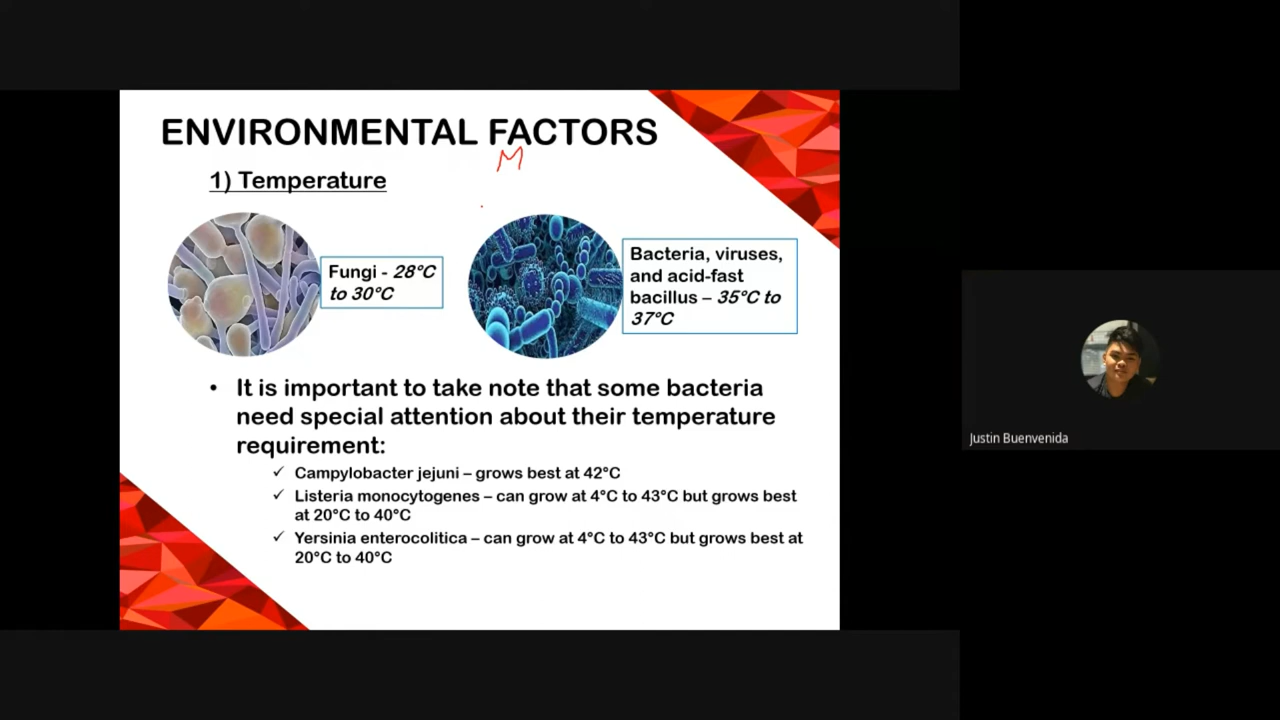 ENVIRONMENTAL FACTORS
M
1) Temperature
Fungi - 28°C
to 30°C
Bacteria, viruses,
and acid-fast
bacillus – 35°C to
37°C
• It is important to take note that some bacteria
need special attention about their temperature
requirement:
✓ Campylobacter jejuni – grows best at 42°C
✓ Listeria monocytogenes – can grow at 4°C to 43°C but grows best
at 20°C to 40°C
✓ Yersinia enterocolitica – can grow at 4°C to 43°C but grows best at
20°C to 40°C
Justin Buenvenida